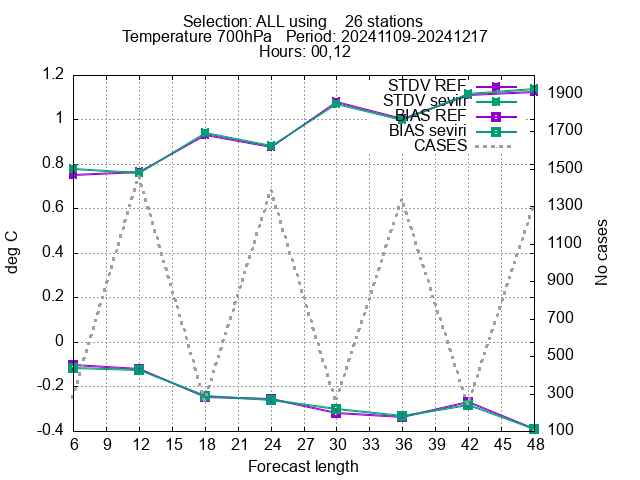 Selection: ALL using    26 stations
Temperature 700hPa   Period: 20241109-20241217
Hours: 00,12
STDV REF
STDV seviri
BIAS REF
BIAS seviri
CASES
deg C
1.2
1
0.8
0.6
0.4
0.2
0
-0.2
-0.4
1900
1700
1500
1300
1100
900
700
500
300
100
No cases
6 9 12 15 18 21 24 27 30 33 36 39 42 45 48
Forecast length